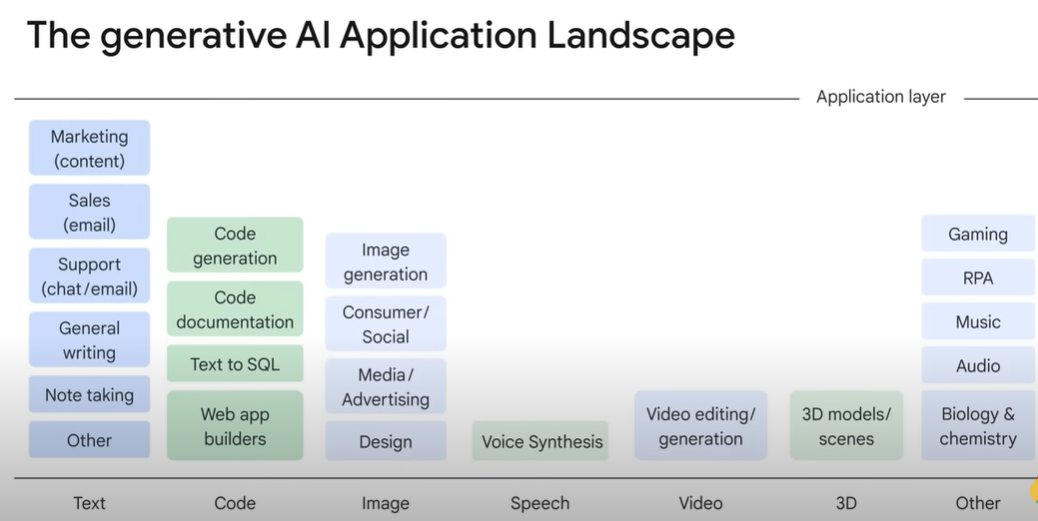 The generative AI Application Landscape
Application layer
Marketing
(content)
Sales
(email)
Support
(chat/email)
General
writing
Note taking
Other
Text
Code
generation
Code
documentation
Text to SQL
Web app
builders
Code
Image
generation
Consumer/
Social
Media/
Advertising
Design
Image
Voice Synthesis
Speech
Video editing/
generation
Video
3D models/
scenes
3D
Gaming
RPA
Music
Audio
Biology &
chemistry
Other